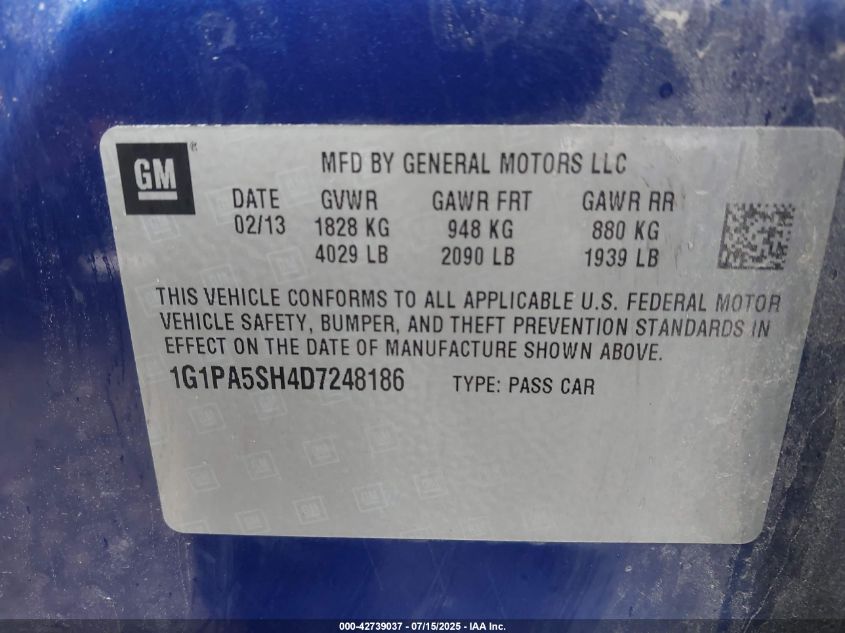 GM ®
MFD BY GENERAL MOTORS LLC
DATE GVWR GAWR FRT GAWR RR
02/13 1828 KG 948 KG 880 KG
4029 LB 2090 LB 1939 LB
THIS VEHICLE CONFORMS TO ALL APPLICABLE U.S. FEDERAL MOTOR
VEHICLE SAFETY, BUMPER, AND THEFT PREVENTION STANDARDS IN
EFFECT ON THE DATE OF MANUFACTURE SHOWN ABOVE.
1G1PA5SH4D7248186 TYPE: PASS CAR
000-42739037 - 07/15/2025 - IAA Inc.